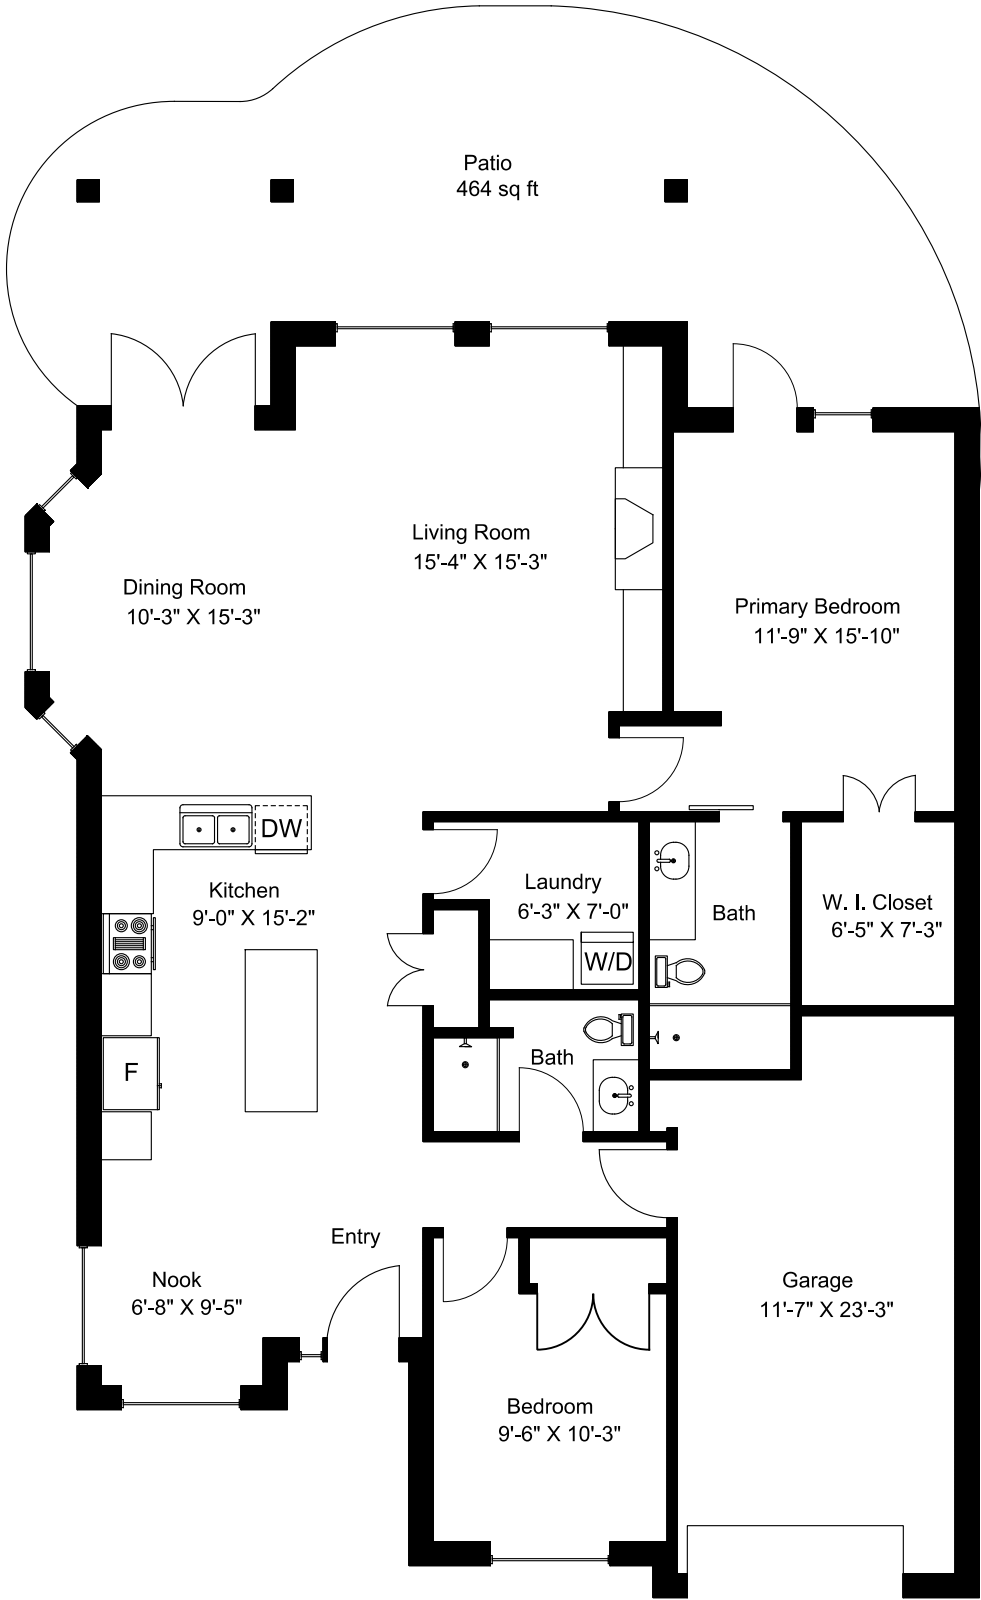 Patio
464 sq ft
Living Room
15'-4" X 15'-3"
Dining Room
10'-3" X 15'-3"
Primary Bedroom
11'-9" X 15'-10"
DW
Kitchen
9'-0" X 15'-2"
Laundry
6'-3" X 7'-0"
W/D
Bath
W. I. Closet
6'-5" X 7'-3"
F
Bath
Entry
Nook
6'-8" X 9'-5"
Garage
11'-7" X 23'-3"
Bedroom
9'-6" X 10'-3"